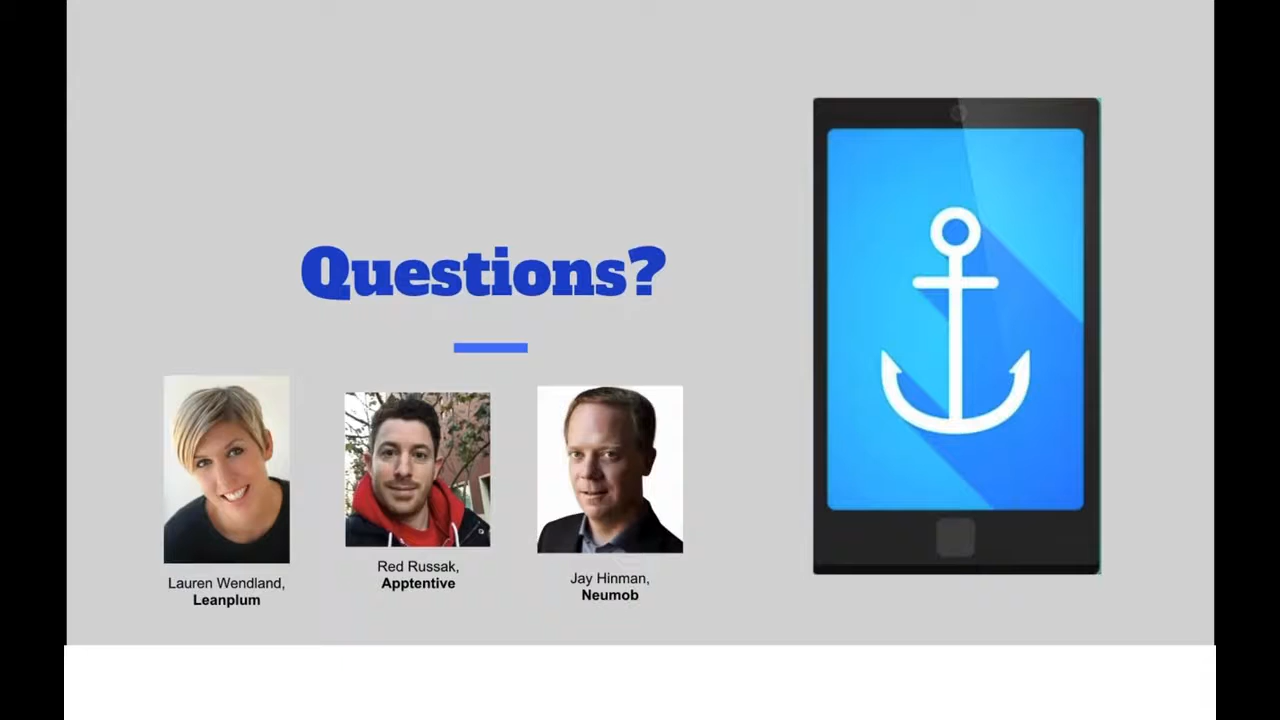 Questions?
Lauren Wendland,
Leanplum
Red Russak,
Apptentive
Jay Hinman,
Neumob